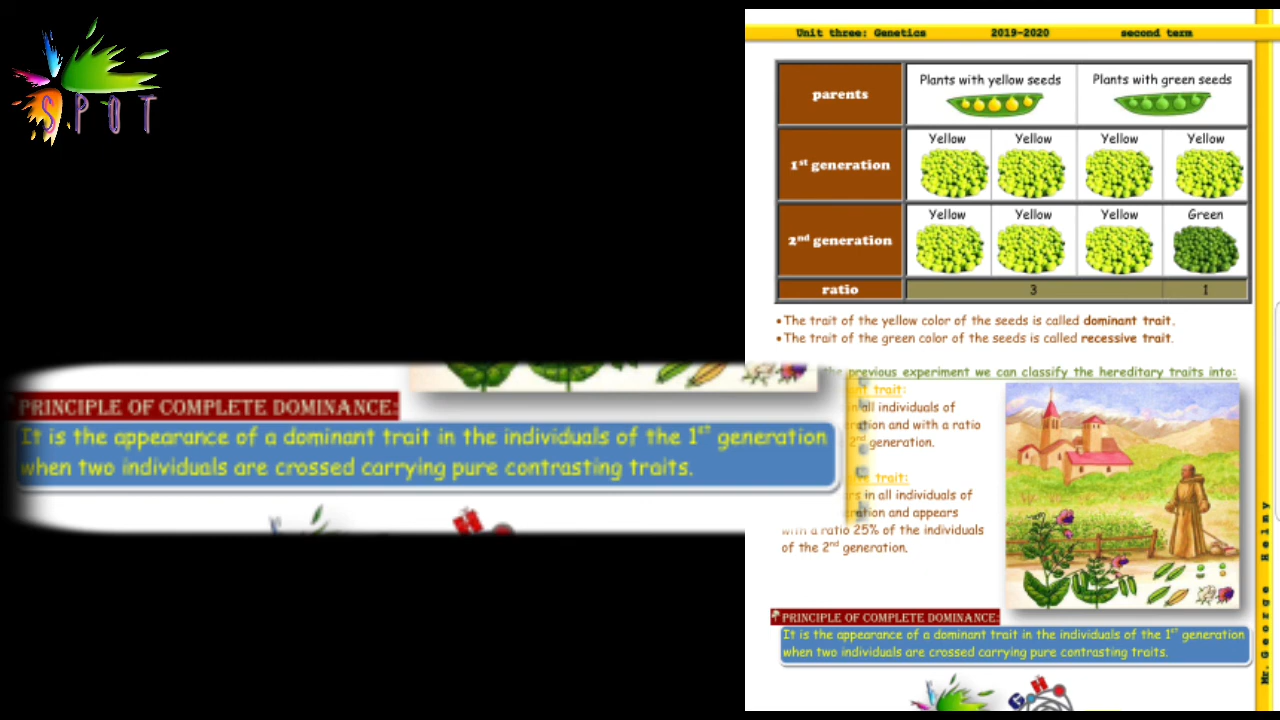 SPOT
PRINCIPLE OF COMPLETE DOMINANCE:
It is the appearance of a dominant trait in the individuals of the 1st generation
when two individuals are crossed carrying pure contrasting traits.
Unit three: Genetics 2019-2020 second term
parents Plants with yellow seeds Plants with green seeds
1st generation Yellow Yellow Yellow Yellow
2nd generation Yellow Yellow Yellow Green
ratio 3 1
•The trait of the yellow color of the seeds is called dominant trait.
•The trait of the green color of the seeds is called recessive trait.
previous experiment we can classify the hereditary traits into:
trait:
in all individuals of
and with a ratio
2nd generation.
trait:
in all individuals of
and appears
with a ratio 25% of the individuals
of the 2nd generation.
PRINCIPLE OF COMPLETE DOMINANCE:
It is the appearance of a dominant trait in the individuals of the 1st generation
when two individuals are crossed carrying pure contrasting traits.
G H
Mr. George Helmy